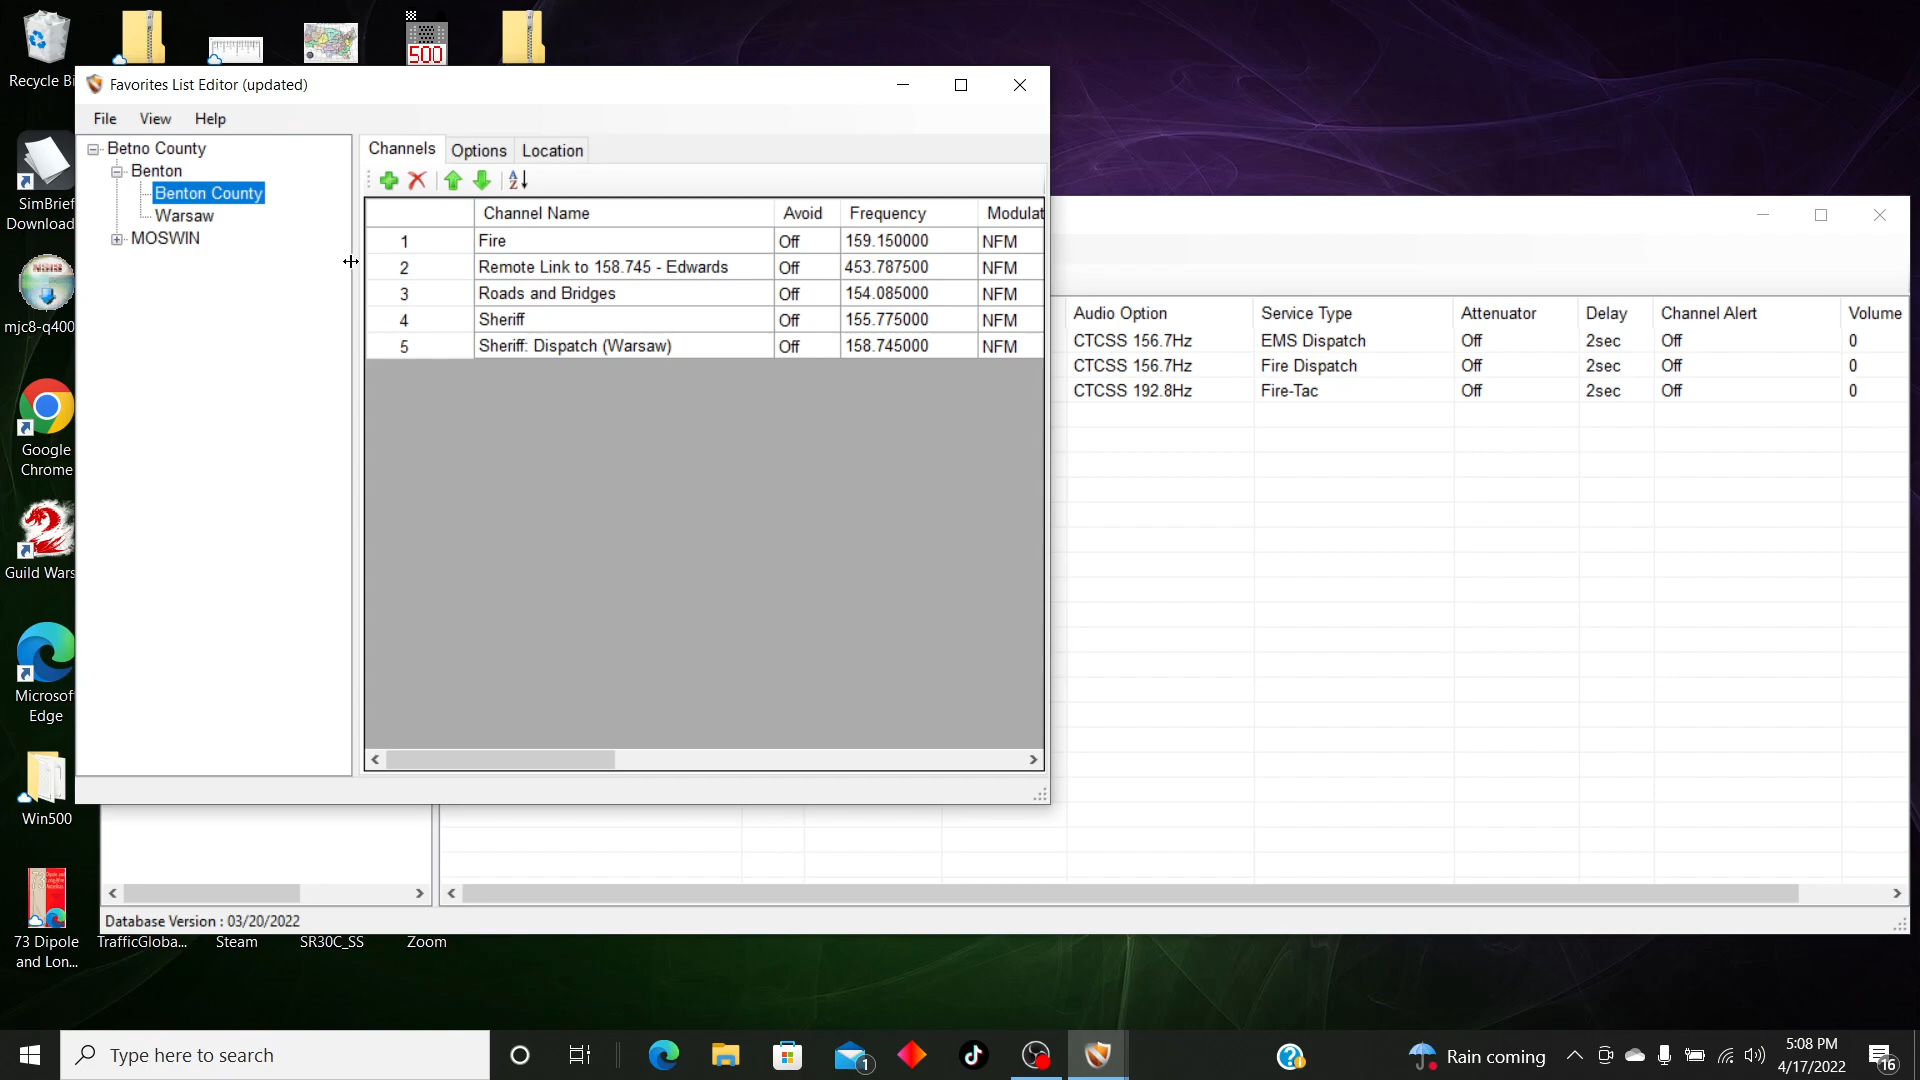 Recycle Bi
500
Favorites List Editor (updated)
File View Help
Betno County
Benton
Benton County
Warsaw
MOSWIN
Channels Options Location
Channel Name Avoid Frequency Modulat
1 Fire Off 159.150000 NFM
2 Remote Link to 158.745 - Edwards Off 453.787500 NFM
3 Roads and Bridges Off 154.085000 NFM
4 Sheriff Off 155.775000 NFM
5 Sheriff: Dispatch (Warsaw) Off 158.745000 NFM
Audio Option Service Type Attenuator Delay Channel Alert Volume
CTCSS 156.7Hz EMS Dispatch Off 2sec Off 0
CTCSS 156.7Hz Fire Dispatch Off 2sec Off 0
CTCSS 192.8Hz Fire-Tac Off 2sec Off 0
SimBrief
Download
NSIS
mjc8-q400
Google
Chrome
Guild Wars
Microsof
Edge
Win500
Database Version : 03/20/2022
73 Dipole
and Lon...
TrafficGloba...
Steam
SR30C_SS
Zoom
Type here to search
1
Rain coming
5:08 PM
4/17/2022
16